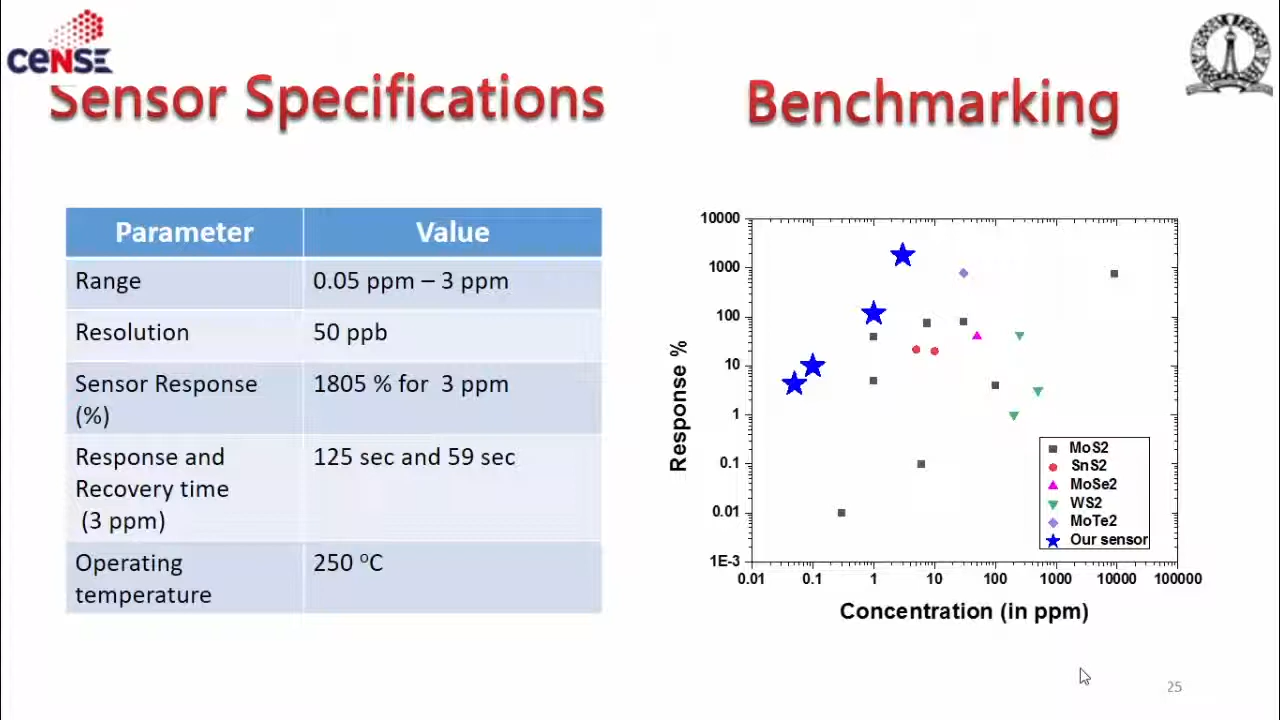 CeNSE
Sensor Specifications
Benchmarking
Parameter Value
Range 0.05 ppm – 3 ppm
Resolution 50 ppb
Sensor Response 1805 % for 3 ppm
(%)
Response and 125 sec and 59 sec
Recovery time
(3 ppm)
Operating 250 ºC
temperature
10000
1000
100
10
1
0.1
0.01
1E-3
Response %
MoS2
SnS2
MoSe2
WS2
MoTe2
Our sensor
0.01 0.1 1 10 100 1000 10000 100000
Concentration (in ppm)
25